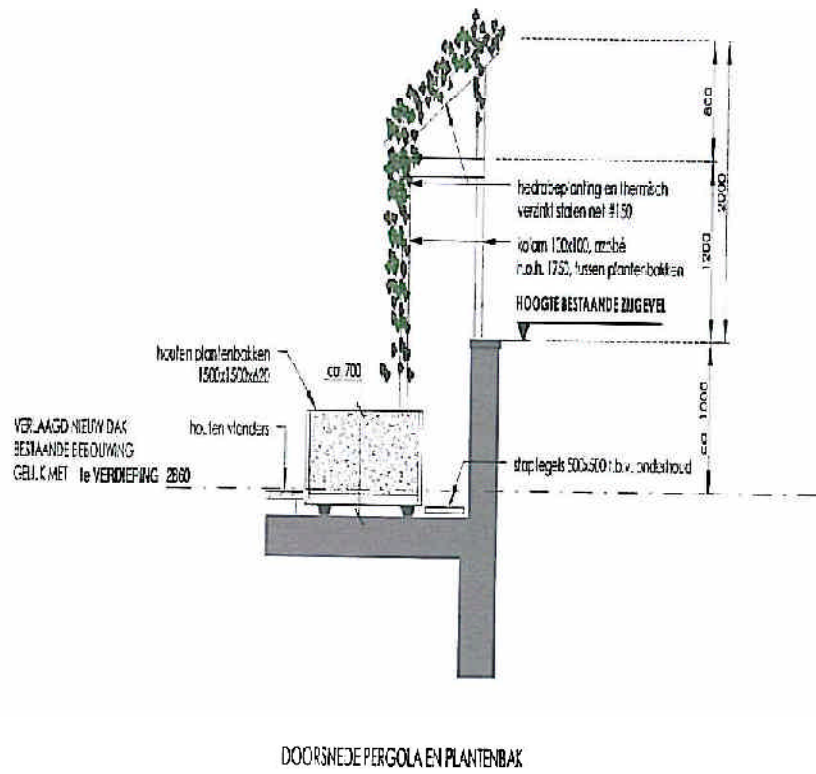 800
2000
1200
hedrabeplanting en thermisch
verzinkt stalen net #150
kolom 100x100, azobé
h.o.h. 1750, tussen plantenbakken
HOOGTE BESTAANDE ZIJGEVEL
houten plantenbakken
1500x1500x620
ca 700
ca 1000
VERLAAGD NIEUW DAK
BESTAANDE BEBOUWING
GELIJK MET 1e VERDIEPING 2860
houten vlonders
staptegels 500x500 t.b.v. onderhoud
DOORSNEDE PERGOLA EN PLANTENBAK